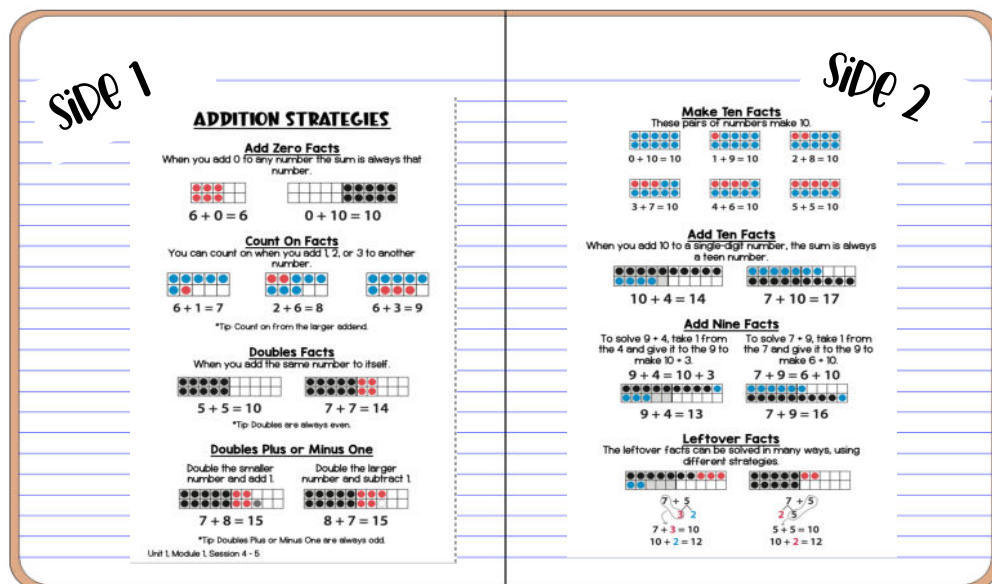 SIDE 1
ADDITION STRATEGIES
Add Zero Facts
When you add 0 to any number the sum is always that
number.
6 + 0 = 6
0 + 10 = 10
Count On Facts
You can count on when you add 1, 2, or 3 to another
number.
6 + 1 = 7
2 + 6 = 8
6 + 3 = 9
*Tip: Count on from the larger addend.
Doubles Facts
When you add the same number to itself.
5 + 5 = 10
7 + 7 = 14
*Tip: Doubles are always even.
Doubles Plus or Minus One
Double the smaller
number and add 1.
Double the larger
number and subtract 1.
7 + 8 = 15
8 + 7 = 15
*Tip: Doubles Plus or Minus One are always odd.
Unit 1, Module 1, Session 4 - 5
SIDE 2
Make Ten Facts
These pairs of numbers make 10.
0 + 10 = 10
1 + 9 = 10
2 + 8 = 10
3 + 7 = 10
4 + 6 = 10
5 + 5 = 10
Add Ten Facts
When you add 10 to a single-digit number, the sum is always
a teen number.
10 + 4 = 14
7 + 10 = 17
Add Nine Facts
To solve 9 + 4, take 1 from
the 4 and give it to the 9 to
make 10 + 3.
9 + 4 = 10 + 3
9 + 4 = 13
To solve 7 + 9, take 1 from
the 7 and give it to the 9 to
make 6 + 10.
7 + 9 = 6 + 10
7 + 9 = 16
Leftover Facts
The leftover facts can be solved in many ways, using
different strategies.
7 + 5
3 2
7 + 3 = 10
10 + 2 = 12
7 + 5
2 5
5 + 5 = 10
10 + 2 = 12